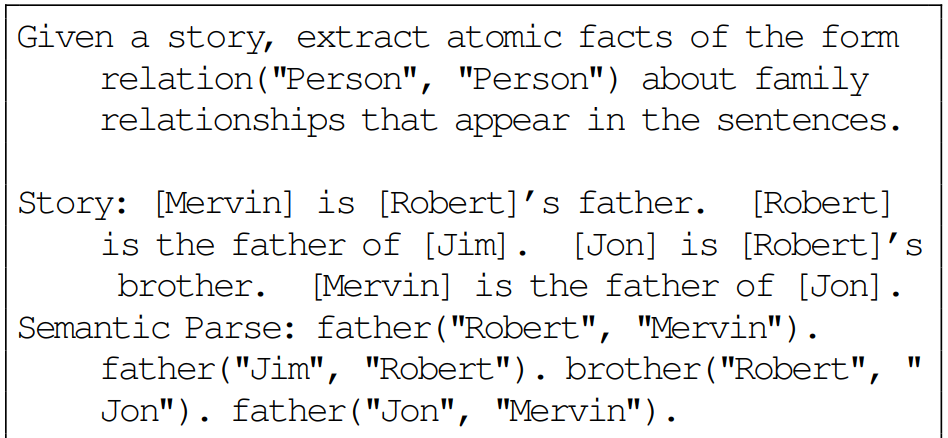 Given a story, extract atomic facts of the form
relation("Person", "Person") about family
relationships that appear in the sentences.
Story: [Mervin] is [Robert]'s father. [Robert]
is the father of [Jim]. [Jon] is [Robert]'s
brother. [Mervin] is the father of [Jon].
Semantic Parse: father("Robert", "Mervin").
father("Jim", "Robert"). brother("Robert", "
Jon"). father("Jon", "Mervin").